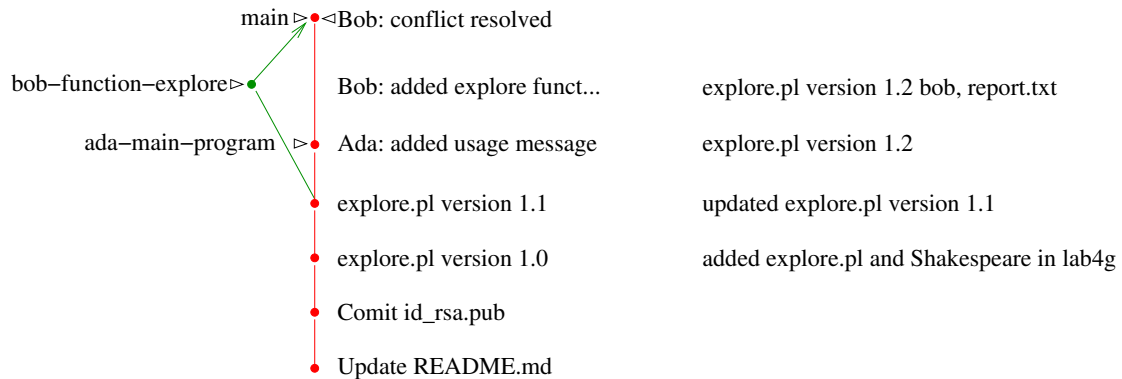 main Bob: conflict resolved
bob−function−explore Bob: added explore funct... explore.pl version 1.2 bob, report.txt
ada−main−program Ada: added usage message explore.pl version 1.2
explore.pl version 1.1 updated explore.pl version 1.1
explore.pl version 1.0 added explore.pl and Shakespeare in lab4g
Comit id_rsa.pub
Update README.md